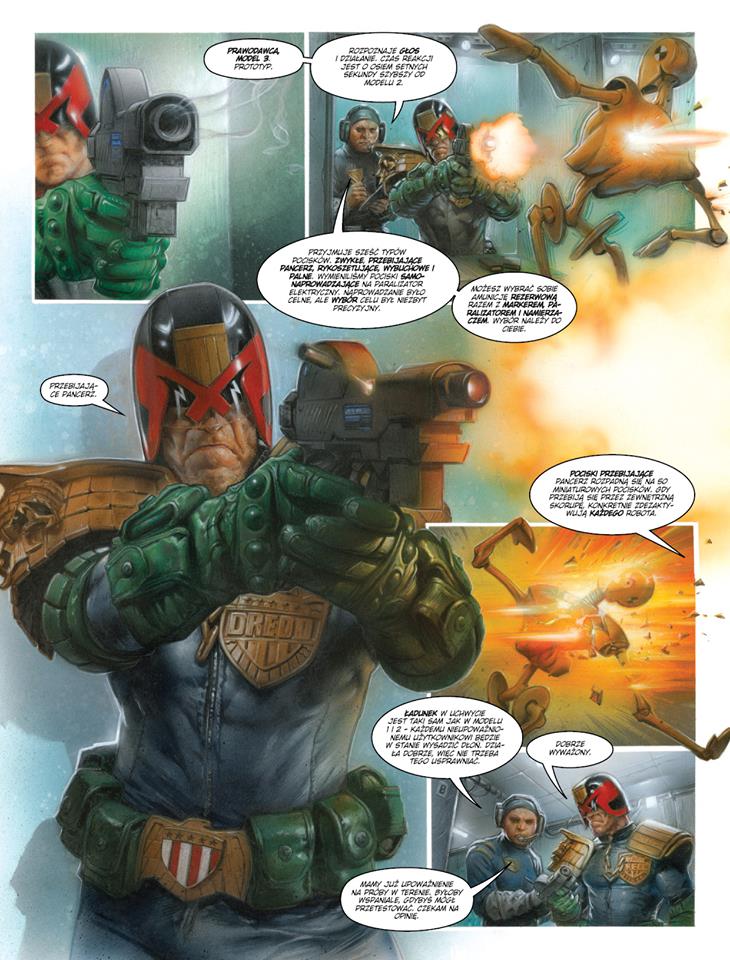 PRAWODAWCA,
MODEL 3.
PROTOTYP.
ROZPOZNAJE GŁOS
I DZIAŁANIE. CZAS REAKCJI
JEST O OSIEM SETNYCH
SEKUNDY SZYBSZY OD
MODELU 2.
PRZYJMUJE SZEŚĆ TYPÓW
POCISKÓW. ZWYKŁE, PRZEBIJAJĄCE
PANCERZ, RYKOSZETUJĄCE, WYBUCHOWE I
PALNE. WYMIENILIŚMY POCISKI SAMO-
NAPROWADZAJĄCE NA PARALIZATOR
ELEKTRYCZNY. NAPROWADZANIE BYŁO
CELNE, ALE WYBÓR CELU BYŁ NIEZBYT
PRECYZYJNY.
MOŻESZ WYBRAĆ SOBIE
AMUNICJĘ REZERWOWĄ
RAZEM Z MARKEREM, PA-
RALIZATOREM I NAMIERZA-
CZEM. WYBÓR NALEŻY DO
CIEBIE.
PRZEBIJAJĄ-
CE PANCERZ.
POCISKI PRZEBIJAJĄCE
PANCERZ ROZPADNĄ SIĘ NA 50
MINIATUROWYCH POCISKÓW. GDY
PRZEBIJĄ SIĘ PRZEZ ZEWNĘTRZNĄ
SKORUPĘ, KONKRETNIE ZDEZAKTY-
WUJĄ KAŻDEGO ROBOTA.
DREDD
ŁADUNEK W UCHWYCIE
JEST TAKI SAM JAK W MODELU
1 I 2 – KAŻDEMU NIEUPOWAŻNIO-
NEMU UŻYTKOWNIKOWI BĘDZIE
W STANIE WYSADZIĆ DŁOŃ. DZIA-
ŁA DOBRZE, WIĘC NIE TRZEBA
TEGO USPRAWNIAĆ.
DOBRZE
WYWAŻONY.
MAMY JUŻ UPOWAŻNIENIE
NA PRÓBY W TERENIE. BYŁOBY
WSPANIALE, GDYBYŚ MÓGŁ
PRZETESTOWAĆ. CZEKAM NA
OPINIĘ.